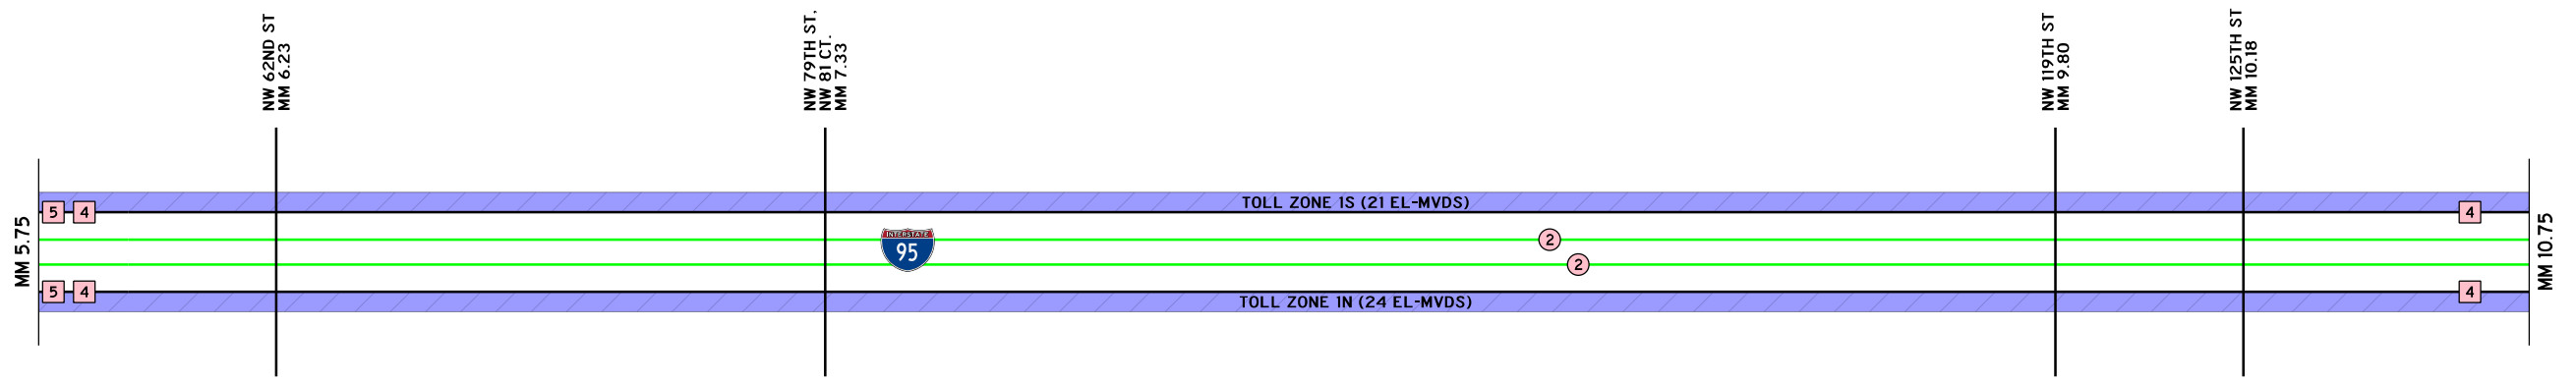 NW 62ND ST
MM 6.23
NW 79TH ST,
NW 81 CT.
MM 7.33
NW 119TH ST
MM 9.80
NW 125TH ST
MM 10.18
TOLL ZONE 1S (21 EL-MVDS)
5 4 4
MM 5.75
2
INTERSTATE
95
2
MM 10.75
5 4 4
TOLL ZONE 1N (24 EL-MVDS)